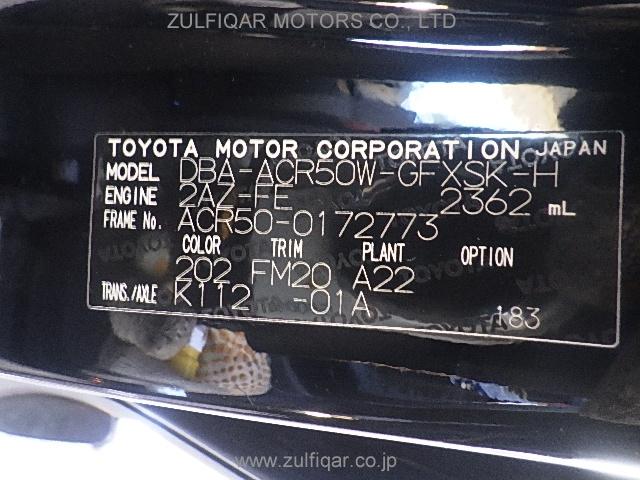 ZULFIQAR MOTORS CO., LTD
TOYOTA MOTOR CORPORATION JAPAN
MODEL DBA-ACR50W-GFXSK-H
ENGINE 2AZ-FE 2362 mL
FRAME No. ACR50-0172773
COLOR TRIM PLANT OPTION
202 FM20 A22
TRANS./AXLE K112 -01A
183
www.zulfiqar.co.jp